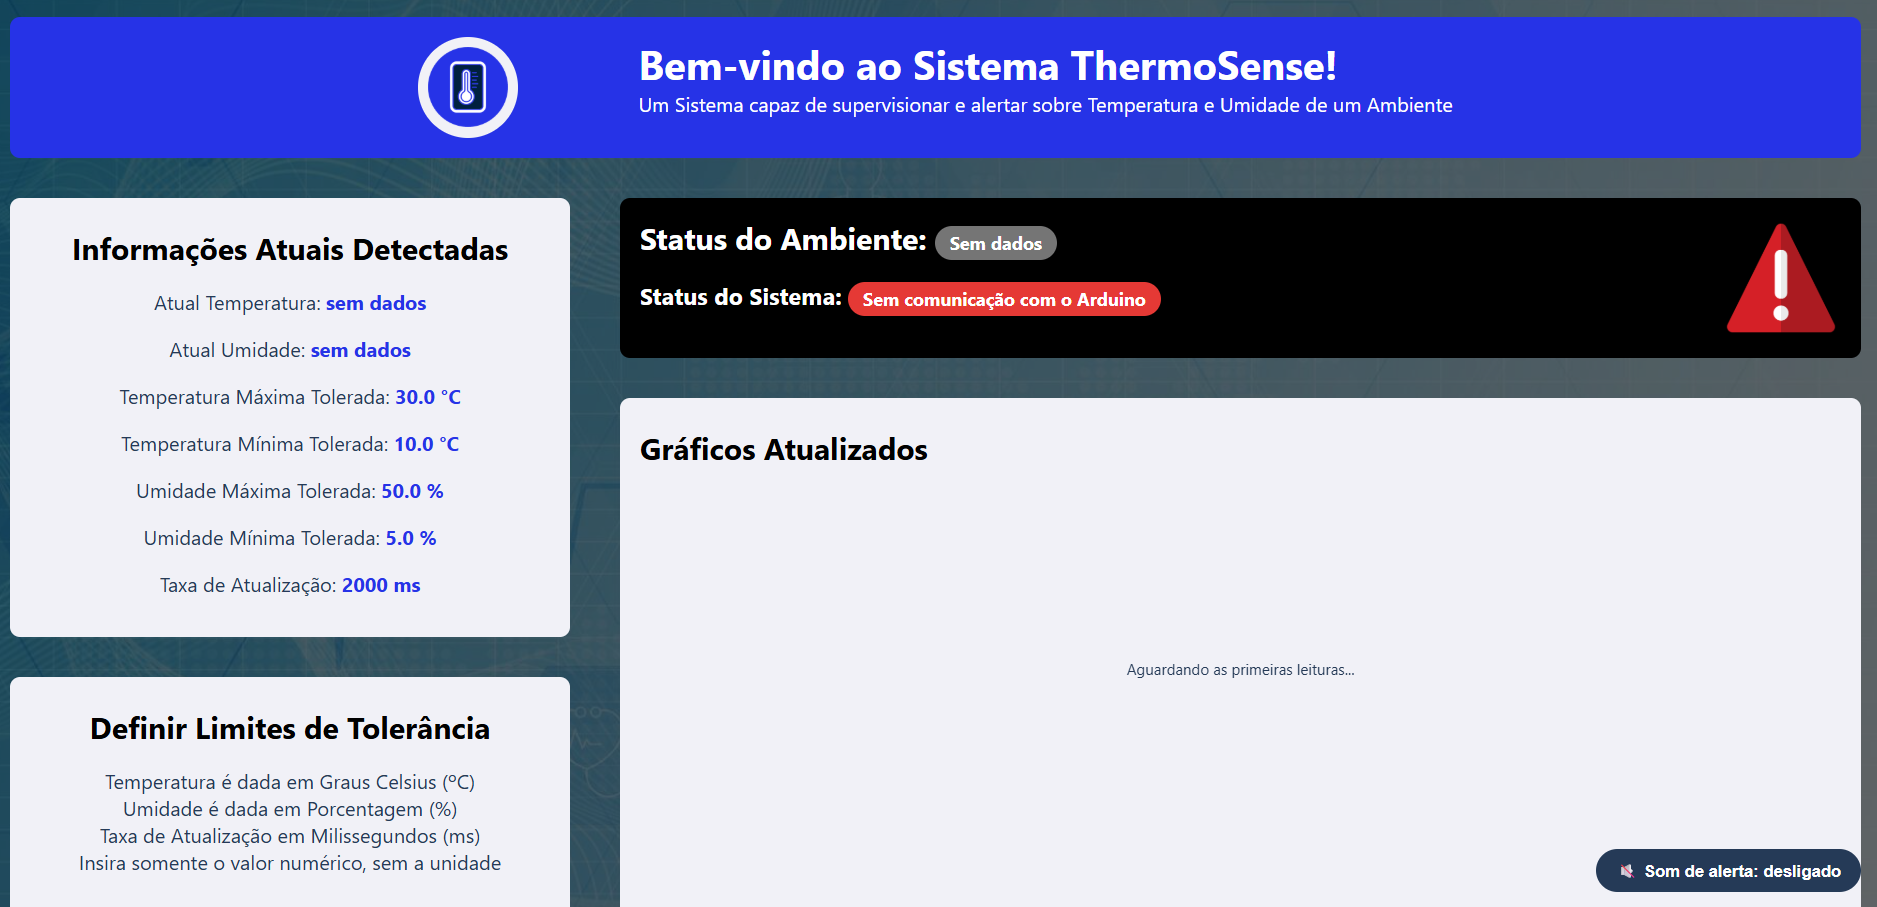 Bem-vindo ao Sistema ThermoSense!
Um Sistema capaz de supervisionar e alertar sobre Temperatura e Umidade de um Ambiente
Informações Atuais Detectadas
Atual Temperatura: sem dados
Atual Umidade: sem dados
Temperatura Máxima Tolerada: 30.0 °C
Temperatura Mínima Tolerada: 10.0 °C
Umidade Máxima Tolerada: 50.0 %
Umidade Mínima Tolerada: 5.0 %
Taxa de Atualização: 2000 ms
Definir Limites de Tolerância
Temperatura é dada em Graus Celsius (ºC)
Umidade é dada em Porcentagem (%)
Taxa de Atualização em Milissegundos (ms)
Insira somente o valor numérico, sem a unidade
Status do Ambiente: Sem dados
Status do Sistema: Sem comunicação com o Arduino
Gráficos Atualizados
Aguardando as primeiras leituras...
Som de alerta: desligado